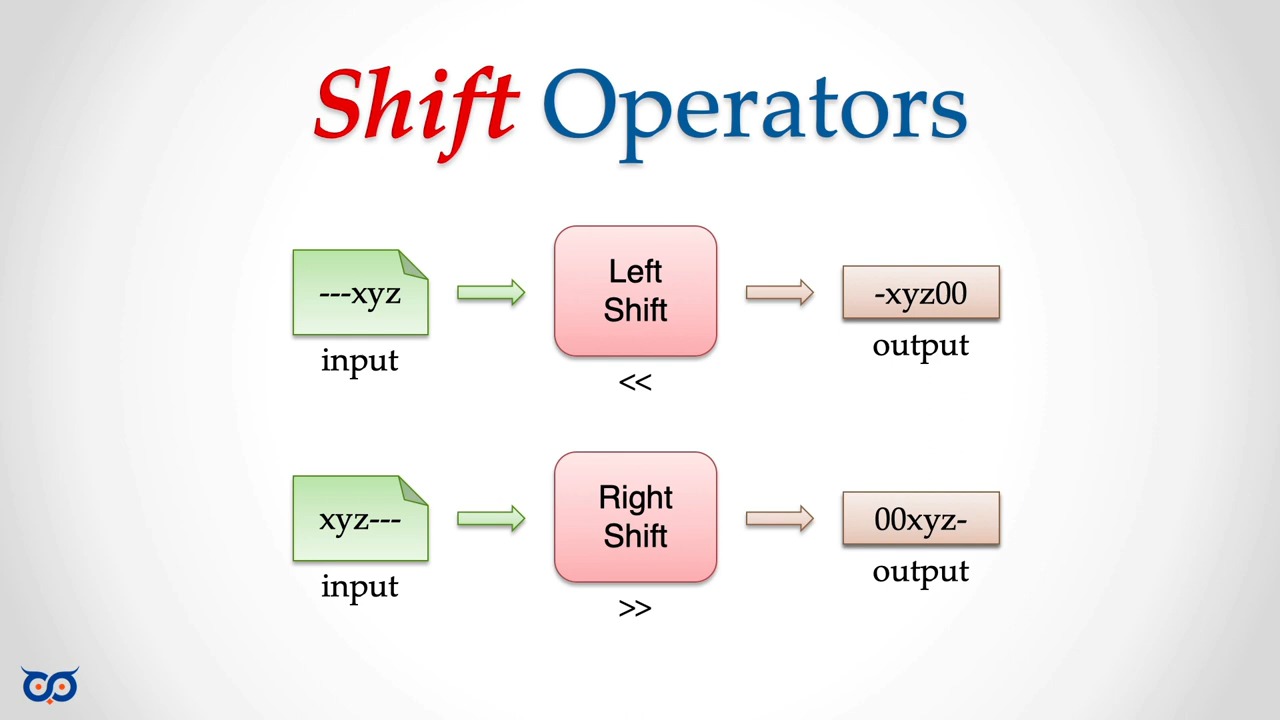 Shift Operators
---xyz
input
Left
Shift
<<
-xyz00
output
xyz---
input
Right
Shift
>>
00xyz-
output